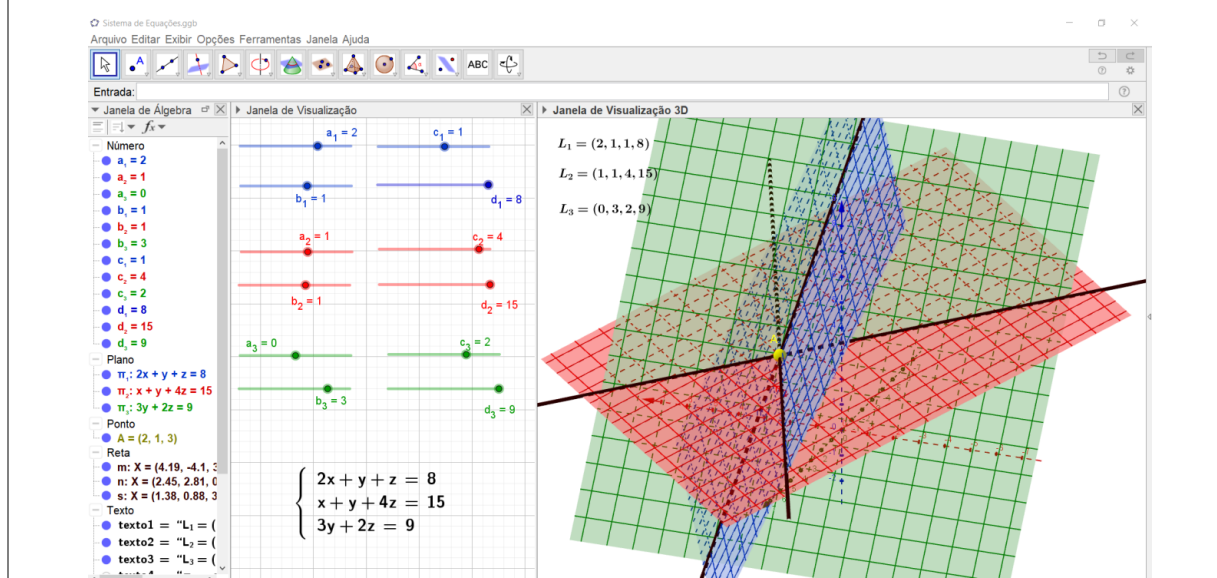 Sistema de Equações.ggb
Arquivo Editar Exibir Opções Ferramentas Janela Ajuda
ABC
Entrada:
Janela de Álgebra
Janela de Visualização
Janela de Visualização 3D
fx
Número
a₁ = 2
a₂ = 1
a₃ = 0
b₁ = 1
b₂ = 1
b₃ = 3
c₁ = 1
c₂ = 4
c₃ = 2
d₁ = 8
d₂ = 15
d₃ = 9
Plano
π₁: 2x + y + z = 8
π₂: x + y + 4z = 15
π₃: 3y + 2z = 9
Ponto
A = (2, 1, 3)
Reta
m: X = (4.19, -4.1, 3
n: X = (2.45, 2.81, 0
s: X = (1.38, 0.88, 3
Texto
texto1 = "L₁ = (
texto2 = "L₂ = (
texto3 = "L₃ = (
a₁ = 2
c₁ = 1
b₁ = 1
d₁ = 8
a₂ = 1
c₂ = 4
b₂ = 1
d₂ = 15
a₃ = 0
c₃ = 2
b₃ = 3
d₃ = 9
2x + y + z = 8
x + y + 4z = 15
3y + 2z = 9
L₁ = (2, 1, 1, 8)
L₂ = (1, 1, 4, 15)
L₃ = (0, 3, 2, 9)
A